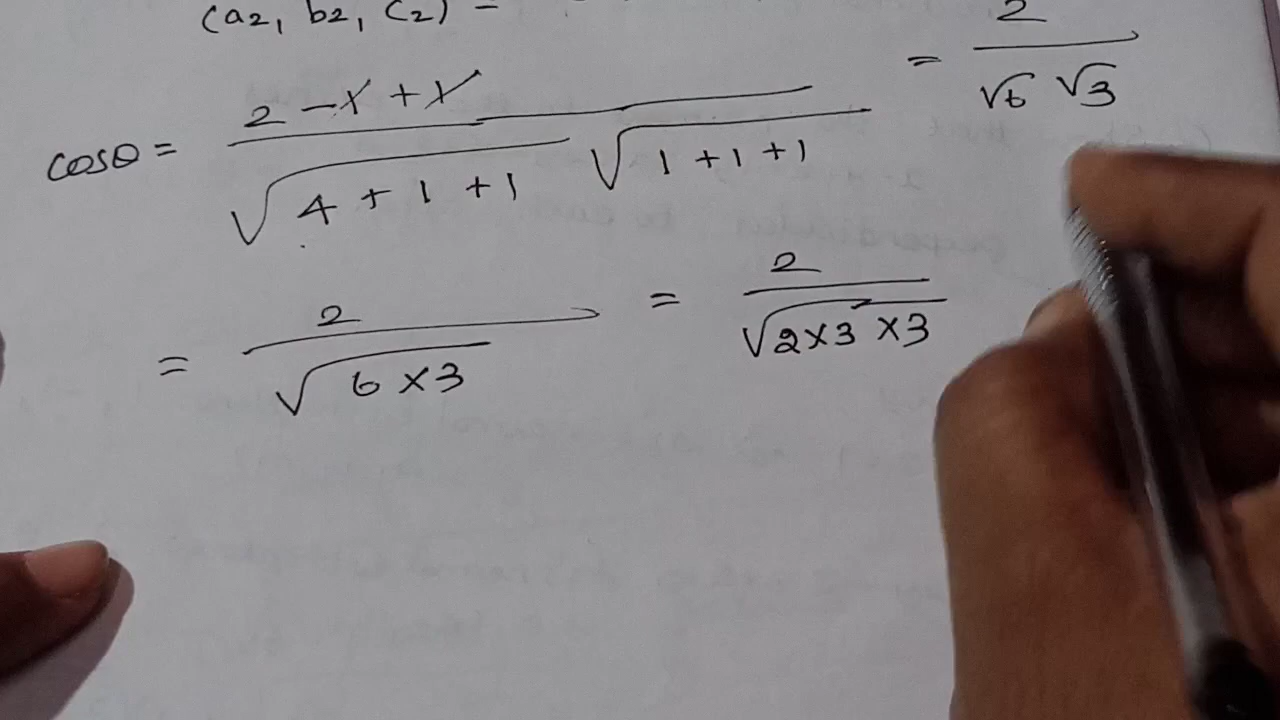 (a2, b2, c2) =
cosθ = 2 - 1 + 1 / √4 + 1 + 1 √1 + 1 + 1 = 2 / √6 √3
= 2 / √6 × 3 = 2 / √2 × 3 × 3